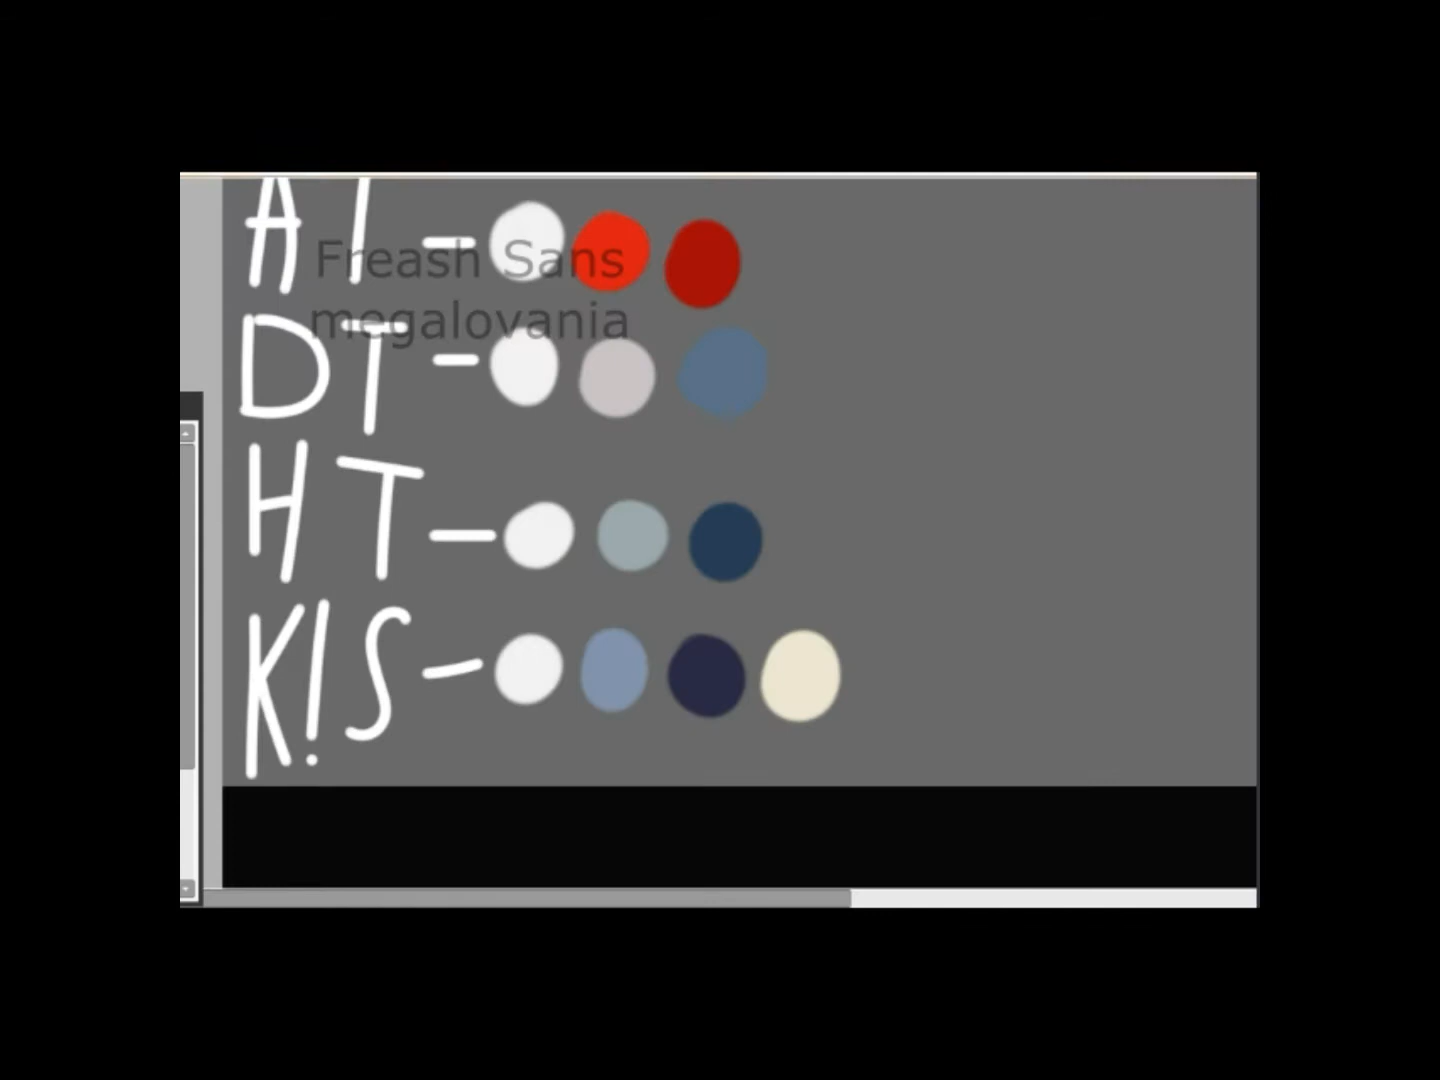 AT -
Freash Sans
megalovania
DT -
HT -
K!S -